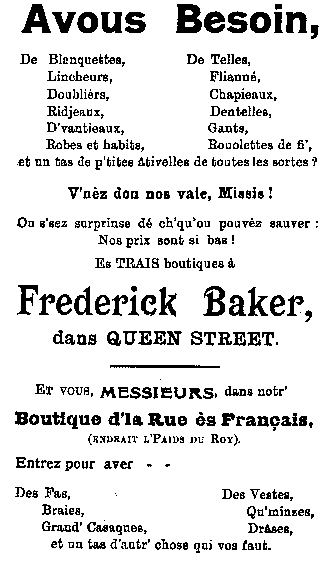 Avous Besoin,
De Blanquettes, De Telles,
Lincheurs, Flianné,
Doubliérs, Chapieaux,
Ridjeaux, Dentelles,
D'vantieaux, Gants,
Robes et habits, Rouolettes de fi',
et un tas de p'tites âtivelles de toutes les sortes ?
V'nèz don nos vaie, Missis !
Ou s'sez surprinse dé ch'qu'ou pouvéz sauver :
Nos prix sont si bas !
Es TRAIS boutiques à
Frederick Baker,
dans QUEEN STREET.
ET VOUS, MESSIEURS, dans notr'
Boutique d'la Rue ès Français,
(ENDRAIT L'PAIDS DU ROY).
Entrez pour aver - -
Des Fas, Des Vestes,
Braies, Qu'minzes,
Grand' Casaques, Drâses,
et un tas d'autr' chose qui vos faut.